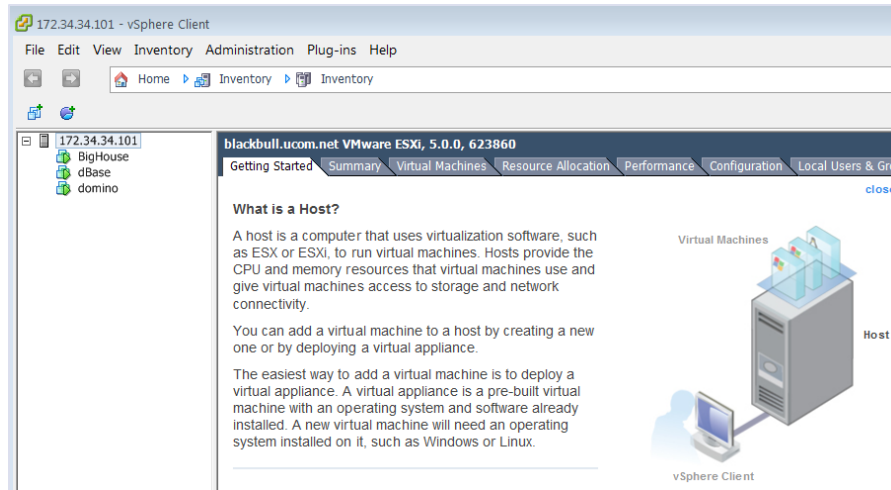 172.34.34.101 - vSphere Client
File Edit View Inventory Administration Plug-ins Help
Home Inventory Inventory
172.34.34.101
BigHouse
dBase
domino
blackbull.ucom.net VMware ESXi, 5.0.0, 623860
Getting Started Summary Virtual Machines Resource Allocation Performance Configuration Local Users & Gr
close
What is a Host?
A host is a computer that uses virtualization software, such
as ESX or ESXi, to run virtual machines. Hosts provide the
CPU and memory resources that virtual machines use and
give virtual machines access to storage and network
connectivity.
You can add a virtual machine to a host by creating a new
one or by deploying a virtual appliance.
The easiest way to add a virtual machine is to deploy a
virtual appliance. A virtual appliance is a pre-built virtual
machine with an operating system and software already
installed. A new virtual machine will need an operating
system installed on it, such as Windows or Linux.
Virtual Machines
Host
vSphere Client